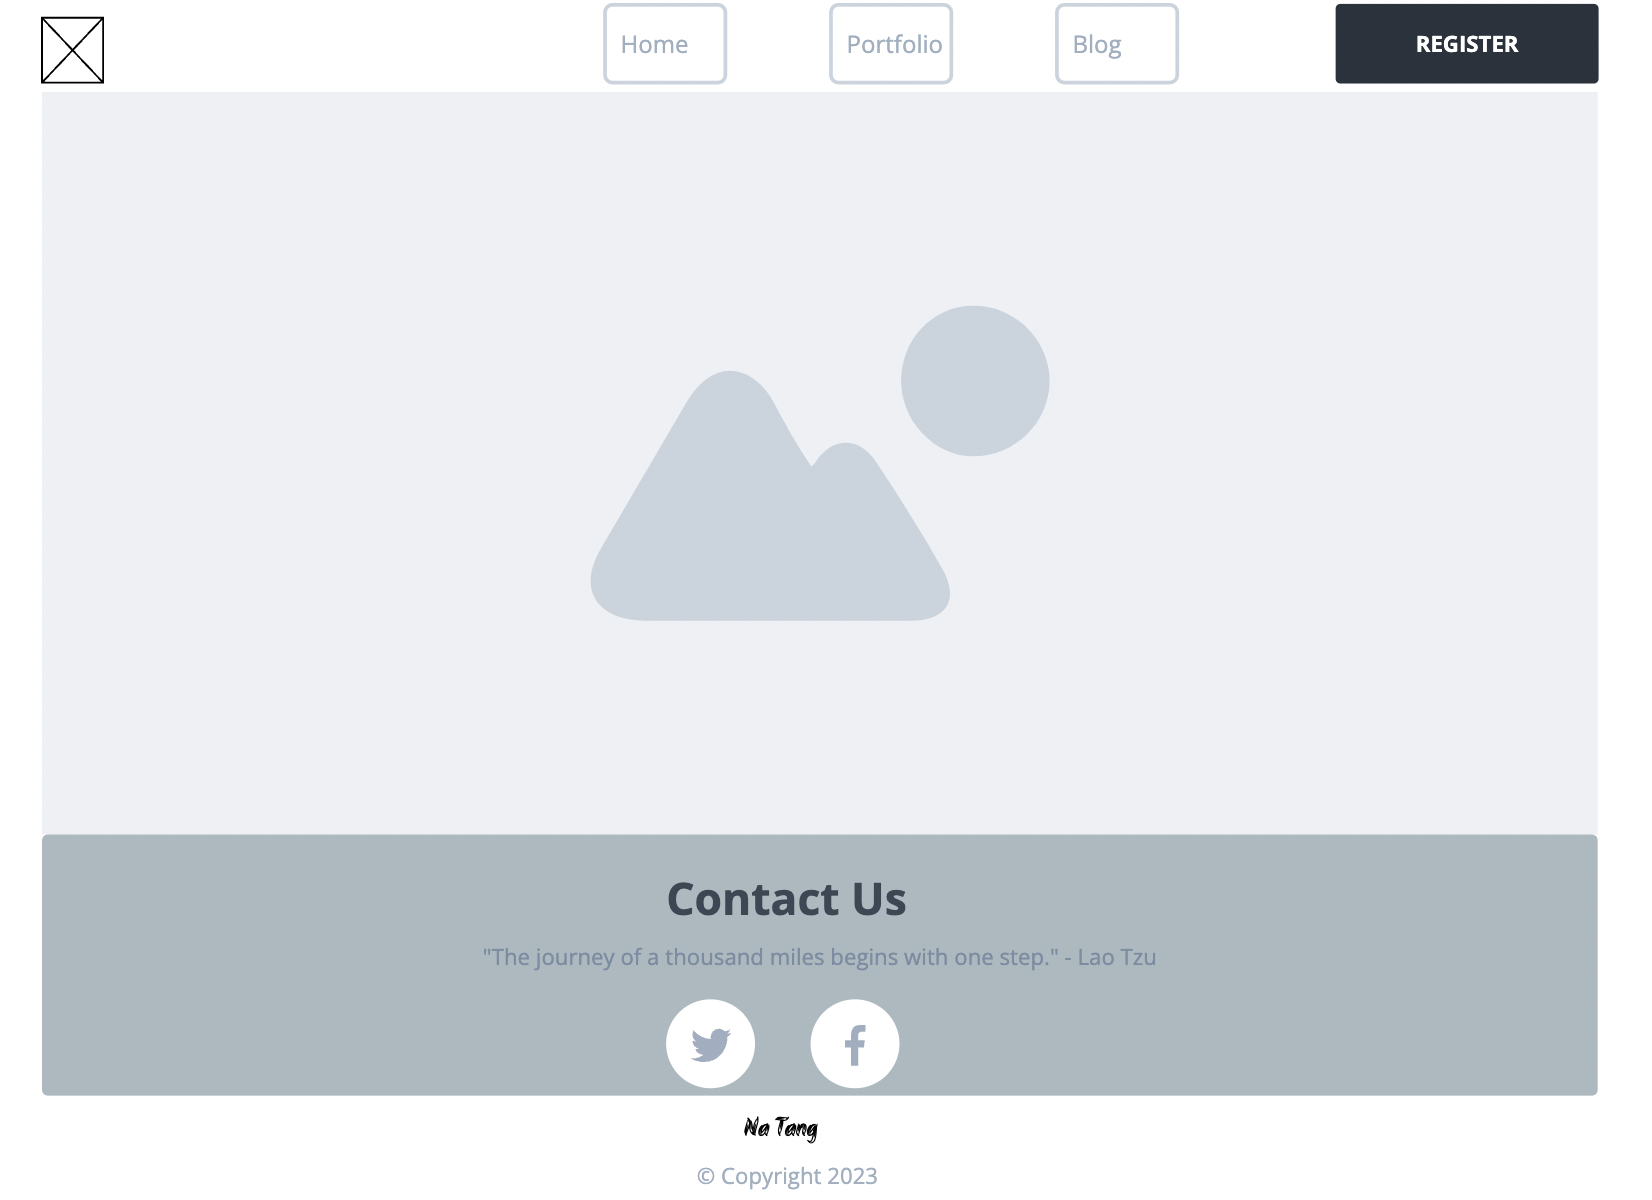 Home
Portfolio
Blog
REGISTER
Contact Us
"The journey of a thousand miles begins with one step." - Lao Tzu
Na Tang
© Copyright 2023